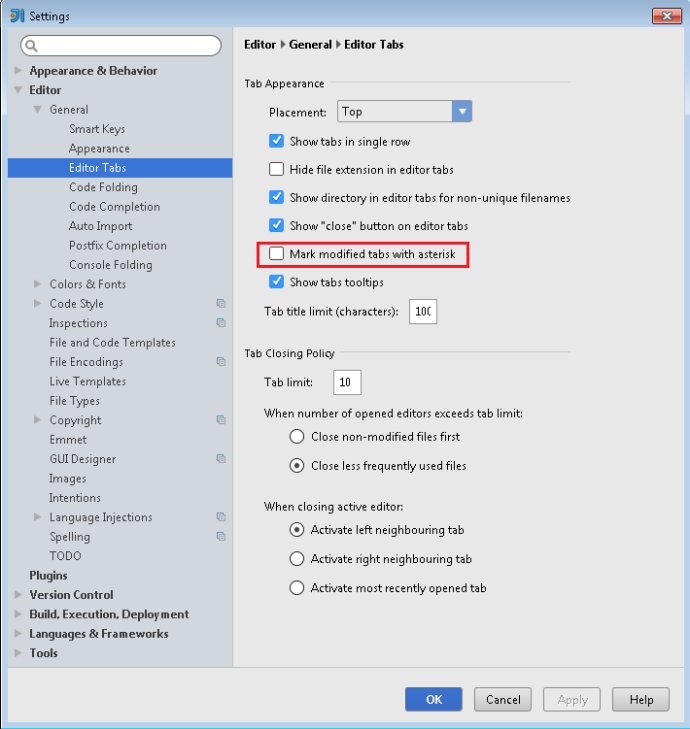 Settings
Editor General Editor Tabs
Appearance & Behavior
Editor
General
Smart Keys
Appearance
Editor Tabs
Code Folding
Code Completion
Auto Import
Postfix Completion
Console Folding
Colors & Fonts
Code Style
Inspections
File and Code Templates
File Encodings
Live Templates
File Types
Copyright
Emmet
GUI Designer
Images
Intentions
Language Injections
Spelling
TODO
Plugins
Version Control
Build, Execution, Deployment
Languages & Frameworks
Tools
Tab Appearance
Placement: Top
Show tabs in single row
Hide file extension in editor tabs
Show directory in editor tabs for non-unique filenames
Show "close" button on editor tabs
Mark modified tabs with asterisk
Show tabs tooltips
Tab title limit (characters):
Tab Closing Policy
Tab limit: 10
When number of opened editors exceeds tab limit:
Close non-modified files first
Close less frequently used files
When closing active editor:
Activate left neighbouring tab
Activate right neighbouring tab
Activate most recently opened tab
OK Cancel Apply Help